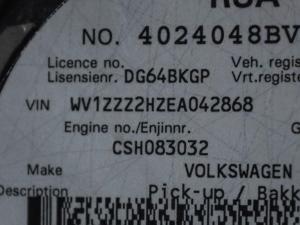 RSA
NO. 4024048BV
Licence no. Veh. regis
Lisensienr. DG64BKGP Vrt.registe
VIN WV1ZZZ2HZEA042868
Engine no./Enjinnr.
CSH083032
Make VOLKSWAGEN
Description Pick-up / Bakk